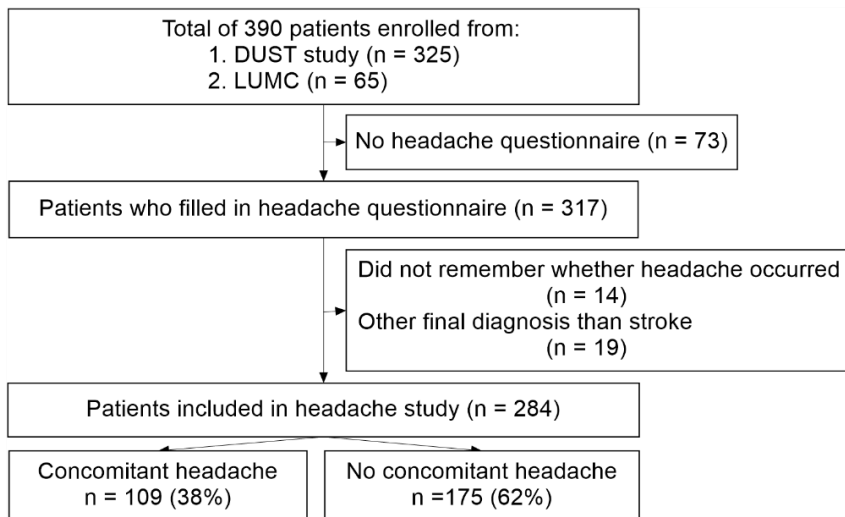 Total of 390 patients enrolled from:
1. DUST study (n = 325)
2. LUMC (n = 65)
No headache questionnaire (n = 73)
Patients who filled in headache questionnaire (n = 317)
Did not remember whether headache occurred
(n = 14)
Other final diagnosis than stroke
(n = 19)
Patients included in headache study (n = 284)
Concomitant headache
n = 109 (38%)
No concomitant headache
n =175 (62%)